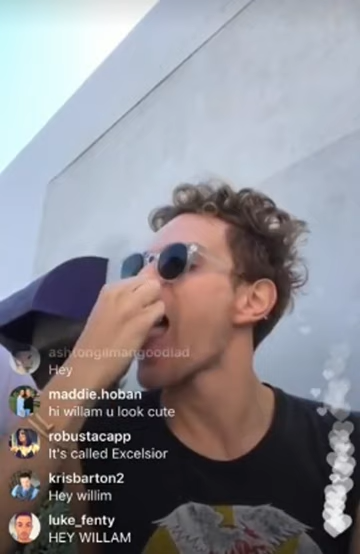 ashtongilmangoodlad
Hey
maddie.hoban
hi willam u look cute
robustacapp
It's called Excelsior
krisbarton2
Hey willim
luke_fenty
HEY WILLAM